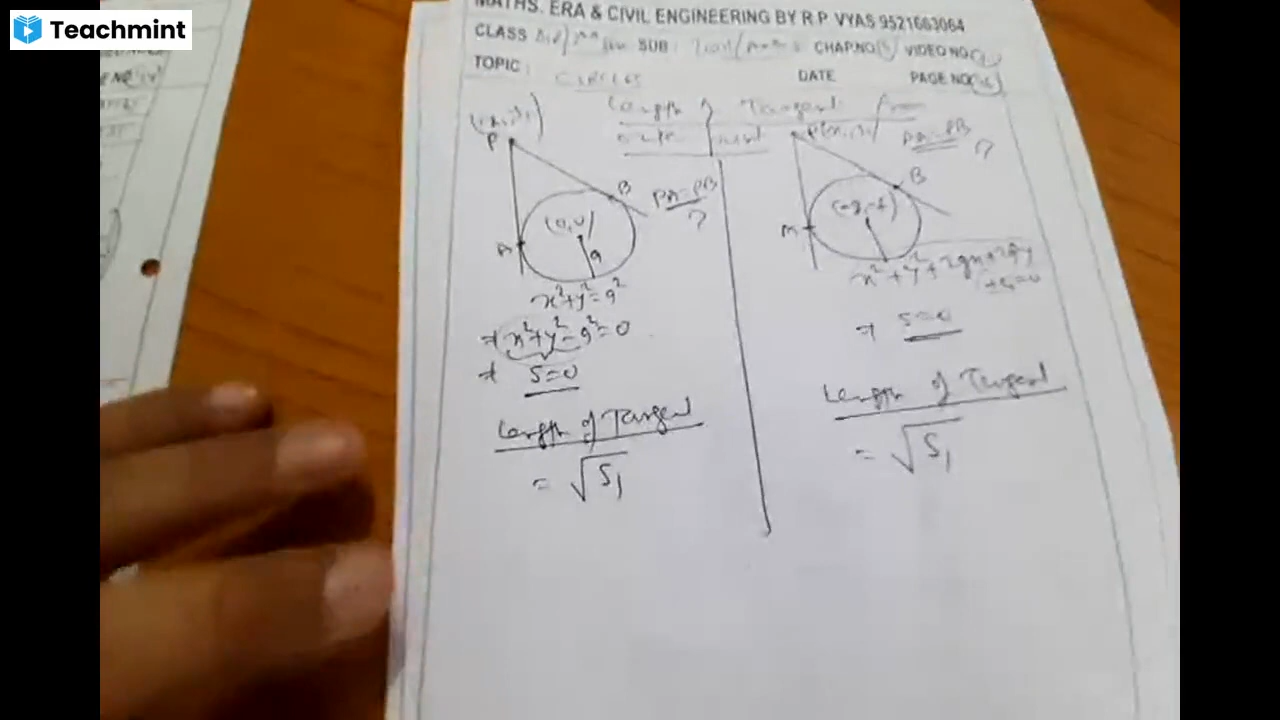 Teachmint
MATHS. ERA & CIVIL ENGINEERING BY R.P. VYAS 9521663064
CLASS SUB : CHAP.NO. VIDEO NO.
TOPIC : CIRCLES DATE PAGE NO.
Length of Tangent from
point
(x₁, y₁)
P
B
PA = PB
?
(0,0)
A
a
x²+y²=a²
⇒ x²+y²-a²=0
⇒ S=0
Length of Tangent
= √S₁
P(x₁, y₁)
PA = PB
?
B
(-g,-f)
A
x²+y²+2gx+2fy
+c=0
⇒ S=0
Length of Tangent
= √S₁